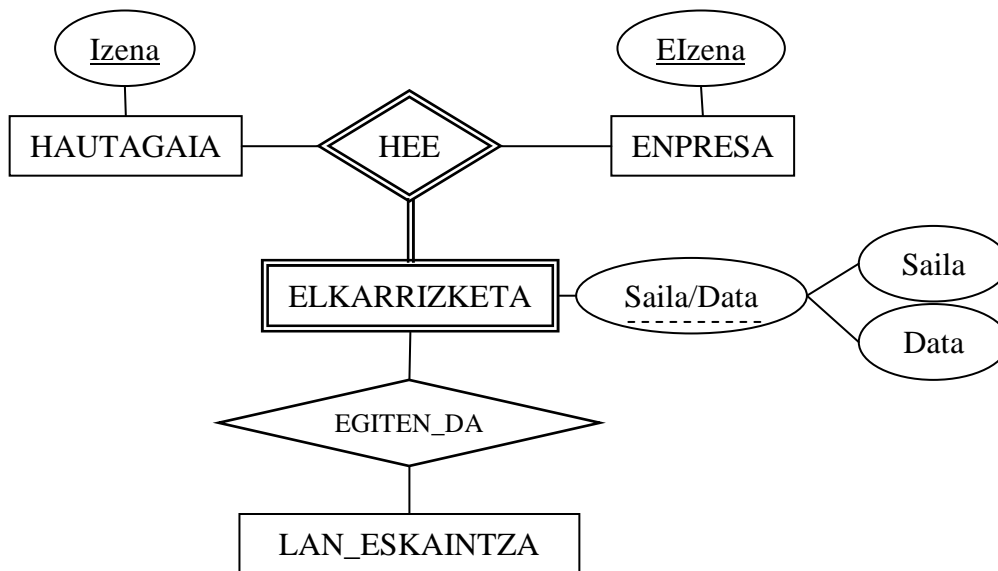 Izena
EIzena
HAUTAGAIA
HEE
ENPRESA
ELKARRIZKETA
Saila/Data
Saila
Data
EGITEN_DA
LAN_ESKAINTZA